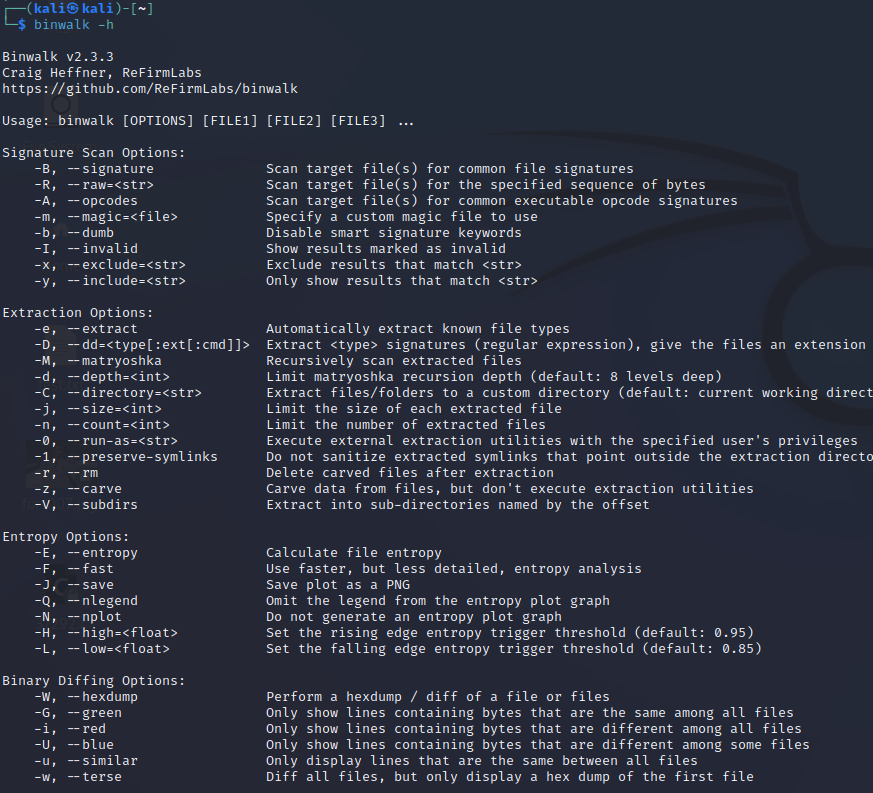 ┌──(kali㉿kali)-[~]
└─$ binwalk -h
Binwalk v2.3.3
Craig Heffner, ReFirmLabs
https://github.com/ReFirmLabs/binwalk
Usage: binwalk [OPTIONS] [FILE1] [FILE2] [FILE3] ...
Signature Scan Options:
-B, --signature Scan target file(s) for common file signatures
-R, --raw=<str> Scan target file(s) for the specified sequence of bytes
-A, --opcodes Scan target file(s) for common executable opcode signatures
-m, --magic=<file> Specify a custom magic file to use
-b, --dumb Disable smart signature keywords
-I, --invalid Show results marked as invalid
-x, --exclude=<str> Exclude results that match <str>
-y, --include=<str> Only show results that match <str>
Extraction Options:
-e, --extract Automatically extract known file types
-D, --dd=<type[:ext[:cmd]]> Extract <type> signatures (regular expression), give the files an extension
-M, --matryoshka Recursively scan extracted files
-d, --depth=<int> Limit matryoshka recursion depth (default: 8 levels deep)
-C, --directory=<str> Extract files/folders to a custom directory (default: current working direct
-j, --size=<int> Limit the size of each extracted file
-n, --count=<int> Limit the number of extracted files
-0, --run-as=<str> Execute external extraction utilities with the specified user's privileges
-1, --preserve-symlinks Do not sanitize extracted symlinks that point outside the extraction directo
-r, --rm Delete carved files after extraction
-z, --carve Carve data from files, but don't execute extraction utilities
-V, --subdirs Extract into sub-directories named by the offset
Entropy Options:
-E, --entropy Calculate file entropy
-F, --fast Use faster, but less detailed, entropy analysis
-J, --save Save plot as a PNG
-Q, --nlegend Omit the legend from the entropy plot graph
-N, --nplot Do not generate an entropy plot graph
-H, --high=<float> Set the rising edge entropy trigger threshold (default: 0.95)
-L, --low=<float> Set the falling edge entropy trigger threshold (default: 0.85)
Binary Diffing Options:
-W, --hexdump Perform a hexdump / diff of a file or files
-G, --green Only show lines containing bytes that are the same among all files
-i, --red Only show lines containing bytes that are different among all files
-U, --blue Only show lines containing bytes that are different among some files
-u, --similar Only display lines that are the same between all files
-w, --terse Diff all files, but only display a hex dump of the first file